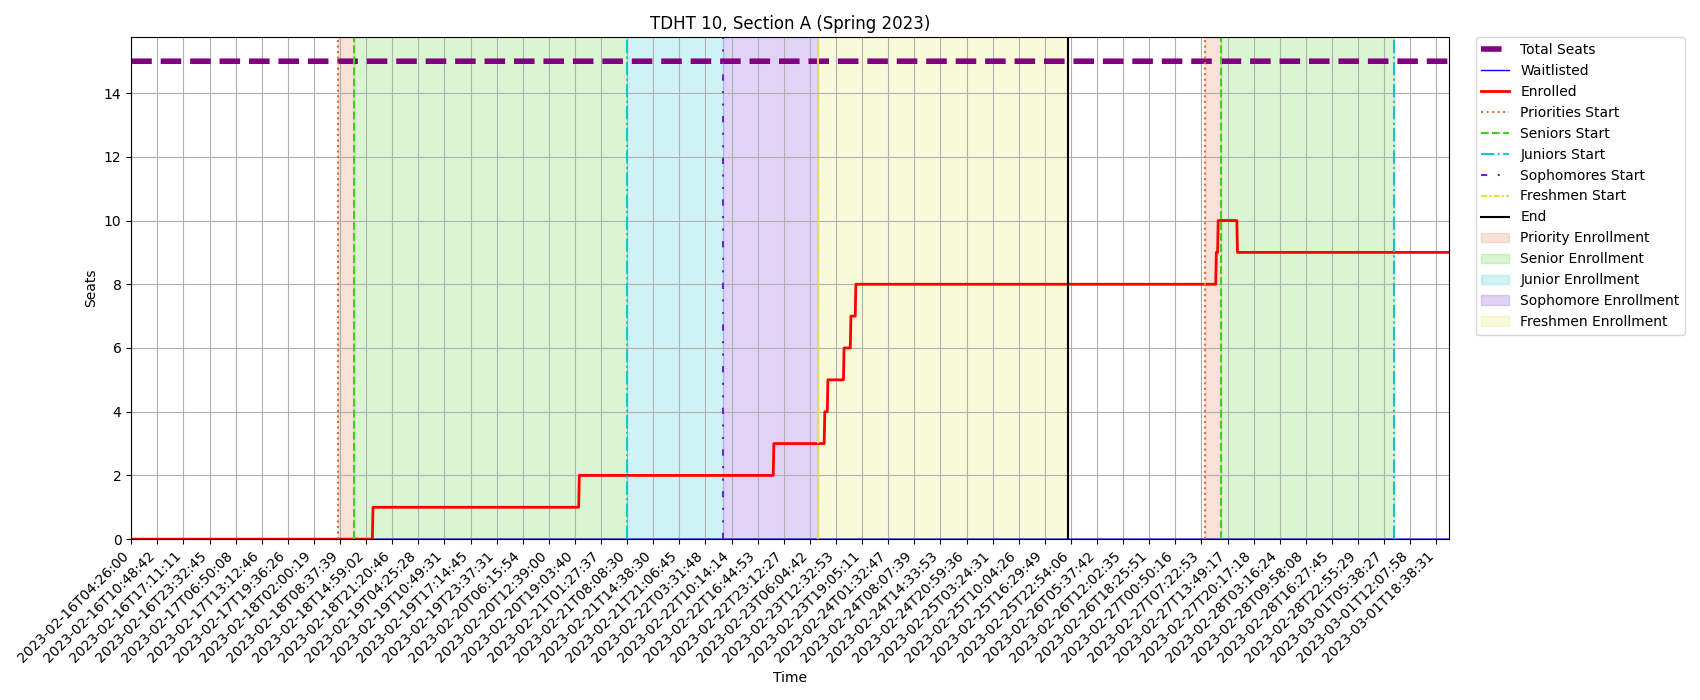 TDHT 10, Section A (Spring 2023)
Total Seats
Waitlisted
Enrolled
Priorities Start
Seniors Start
Juniors Start
Sophomores Start
Freshmen Start
End
Priority Enrollment
Senior Enrollment
Junior Enrollment
Sophomore Enrollment
Freshmen Enrollment
Seats
14
12
10
8
6
4
2
0
2023-02-16T04:26:00
2023-02-16T10:48:42
2023-02-16T17:11:11
2023-02-16T23:32:45
2023-02-17T06:50:08
2023-02-17T13:12:46
2023-02-17T19:36:26
2023-02-18T02:00:19
2023-02-18T08:37:39
2023-02-18T14:59:02
2023-02-18T21:20:46
2023-02-19T04:25:28
2023-02-19T10:49:31
2023-02-19T17:14:45
2023-02-19T23:37:31
2023-02-20T06:15:54
2023-02-20T12:39:00
2023-02-20T19:03:40
2023-02-21T01:27:37
2023-02-21T08:08:30
2023-02-21T14:38:30
2023-02-21T21:06:45
2023-02-22T03:31:48
2023-02-22T10:14:14
2023-02-22T16:44:53
2023-02-22T23:12:27
2023-02-23T06:04:42
2023-02-23T12:32:53
2023-02-23T19:05:11
2023-02-24T01:32:47
2023-02-24T08:07:39
2023-02-24T14:33:53
2023-02-24T20:59:36
2023-02-25T03:24:31
2023-02-25T10:04:26
2023-02-25T16:29:49
2023-02-25T22:54:06
2023-02-26T05:37:42
2023-02-26T12:02:35
2023-02-26T18:25:51
2023-02-27T00:50:16
2023-02-27T07:22:53
2023-02-27T13:49:17
2023-02-27T20:17:18
2023-02-28T03:16:24
2023-02-28T09:58:08
2023-02-28T16:27:45
2023-02-28T22:55:29
2023-03-01T05:38:27
2023-03-01T12:07:58
2023-03-01T18:38:31
Time